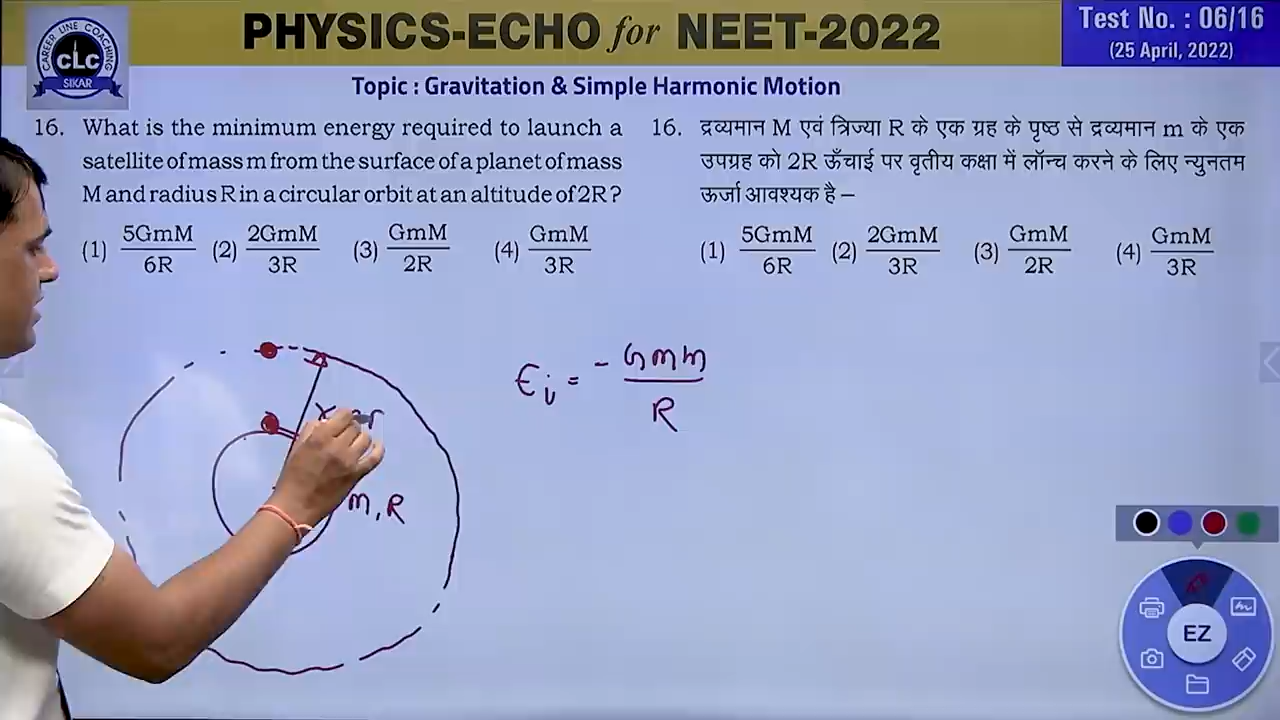 PHYSICS-ECHO for NEET-2022
Test No. : 06/16
(25 April, 2022)
CAREER LINE COACHING
CLC
SIKAR
Topic : Gravitation & Simple Harmonic Motion
16. What is the minimum energy required to launch a
satellite of mass m from the surface of a planet of mass
M and radius R in a circular orbit at an altitude of 2R?
(1) 5GmM/6R (2) 2GmM/3R (3) GmM/2R (4) GmM/3R
16. द्रव्यमान M एवं त्रिज्या R के एक ग्रह के पृष्ठ से द्रव्यमान m के एक
उपग्रह को 2R ऊँचाई पर वृतीय कक्षा में लॉन्च करने के लिए न्युनतम
ऊर्जा आवश्यक है –
(1) 5GmM/6R (2) 2GmM/3R (3) GmM/2R (4) GmM/3R
Ei = - GMm/R
M, R
EZ